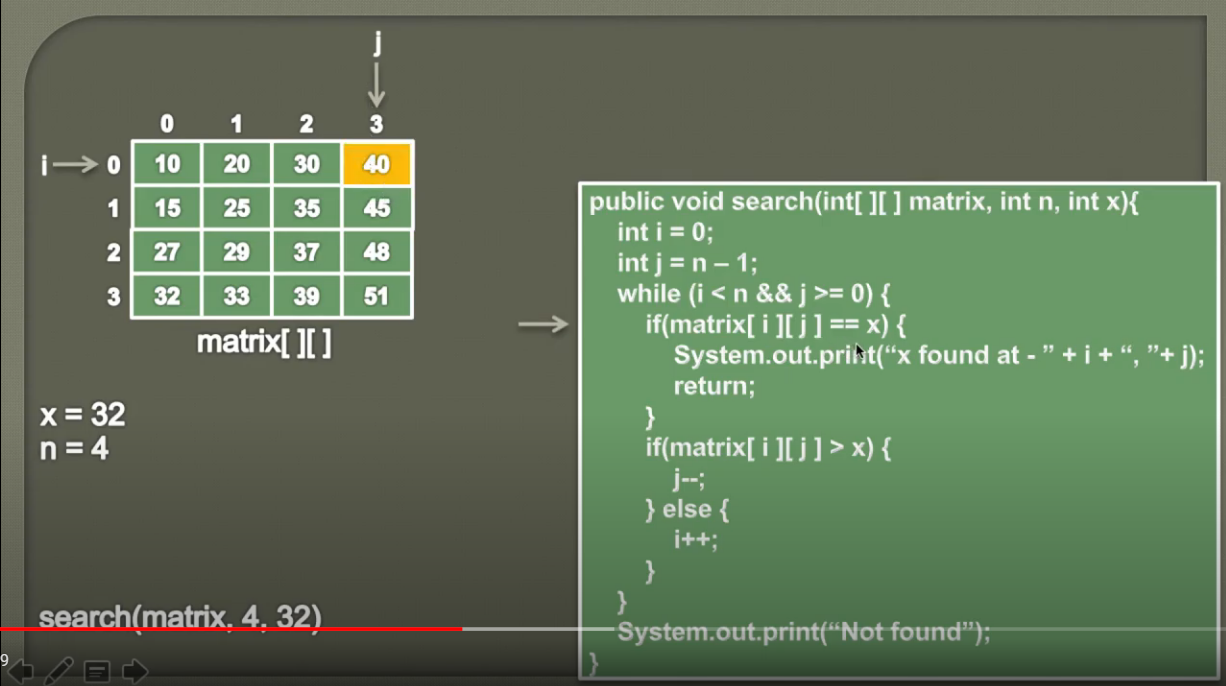 j
0 1 2 3
i 0 10 20 30 40
1 15 25 35 45
2 27 29 37 48
3 32 33 39 51
matrix[ ][ ]
x = 32
n = 4
search(matrix, 4, 32)
public void search(int[ ][ ] matrix, int n, int x){
int i = 0;
int j = n – 1;
while (i < n && j >= 0) {
if(matrix[ i ][ j ] == x) {
System.out.print(“x found at - ” + i + “, ”+ j);
return;
}
if(matrix[ i ][ j ] > x) {
j--;
} else {
i++;
}
}
System.out.print(“Not found”);
}
9